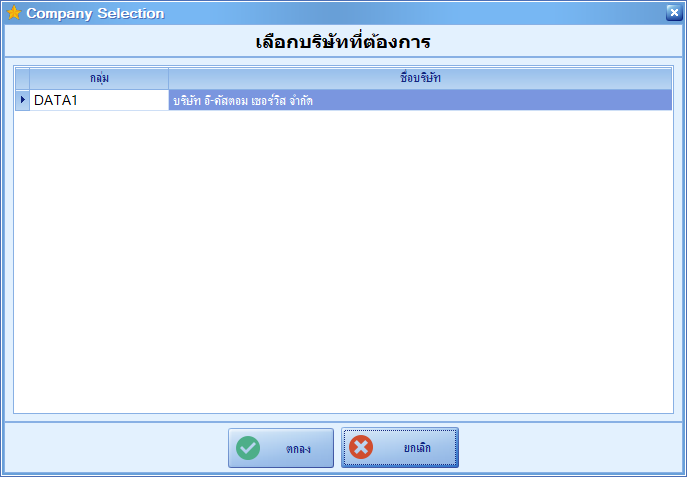 Company Selection
เลือกบริษัทที่ต้องการ
กลุ่ม ชื่อบริษัท
DATA1 บริษัท อี-คัสตอม เซอร์วิส จำกัด
ตกลง ยกเลิก